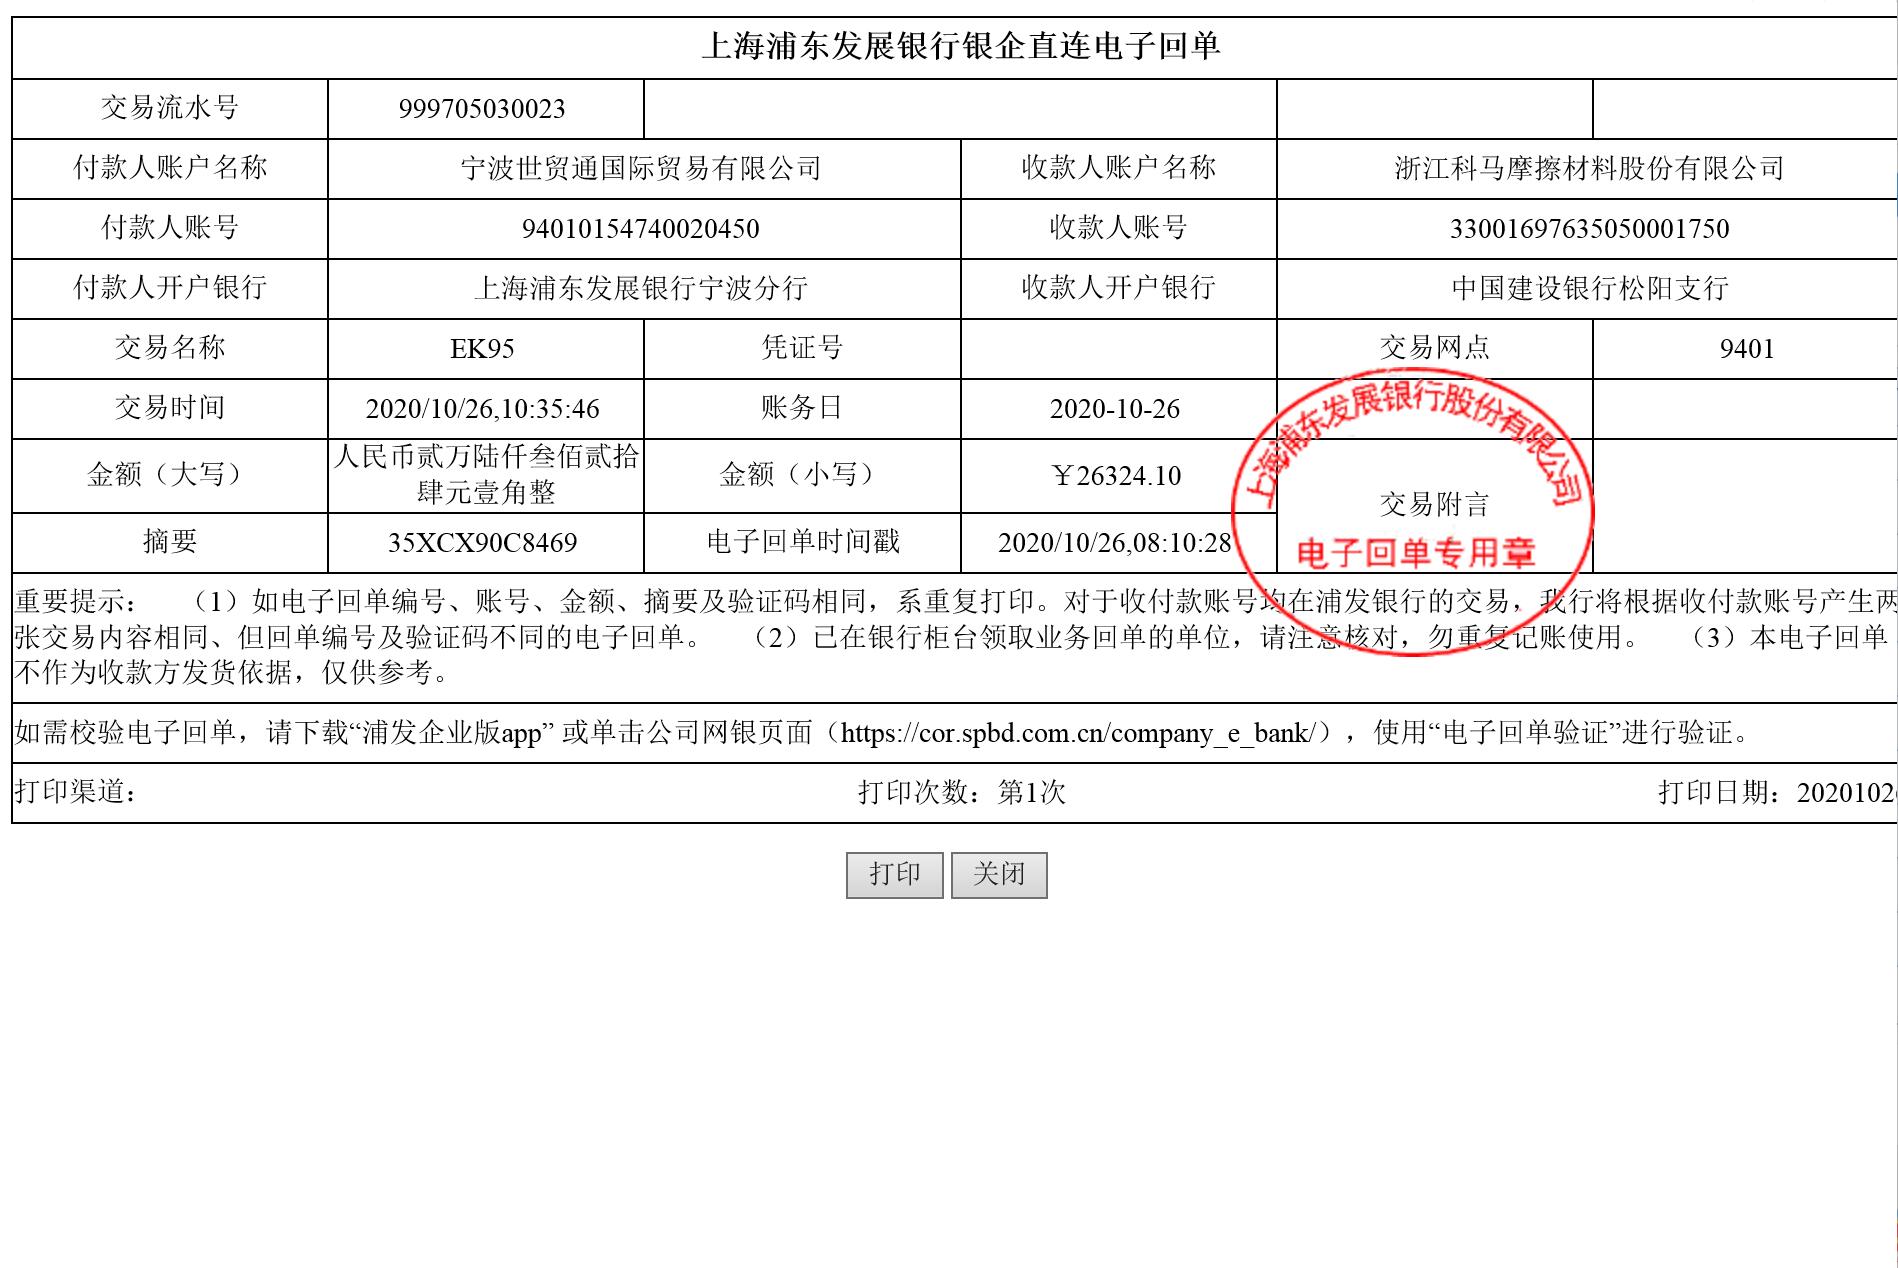 上海浦东发展银行银企直连电子回单
交易流水号 999705030023
付款人账户名称 宁波世贸通国际贸易有限公司 收款人账户名称 浙江科马摩擦材料股份有限公司
付款人账号 94010154740020450 收款人账号 33001697635050001750
付款人开户银行 上海浦东发展银行宁波分行 收款人开户银行 中国建设银行松阳支行
交易名称 EK95 凭证号 交易网点 9401
交易时间 2020/10/26,10:35:46 账务日 2020-10-26
金额（大写） 人民币贰万陆仟叁佰贰拾
肆元壹角整 金额（小写） ￥26324.10
交易附言
摘要 35XCX90C8469 电子回单时间戳 2020/10/26,08:10:28
上海浦东发展银行股份有限公司
电子回单专用章
重要提示： （1）如电子回单编号、账号、金额、摘要及验证码相同，系重复打印。对于收付款账号均在浦发银行的交易，我行将根据收付款账号产生两
张交易内容相同、但回单编号及验证码不同的电子回单。 （2）已在银行柜台领取业务回单的单位，请注意核对，勿重复记账使用。 （3）本电子回单
不作为收款方发货依据，仅供参考。
如需校验电子回单，请下载“浦发企业版app” 或单击公司网银页面（https://cor.spbd.com.cn/company_e_bank/），使用“电子回单验证”进行验证。
打印渠道： 打印次数：第1次 打印日期：2020102
打印 关闭